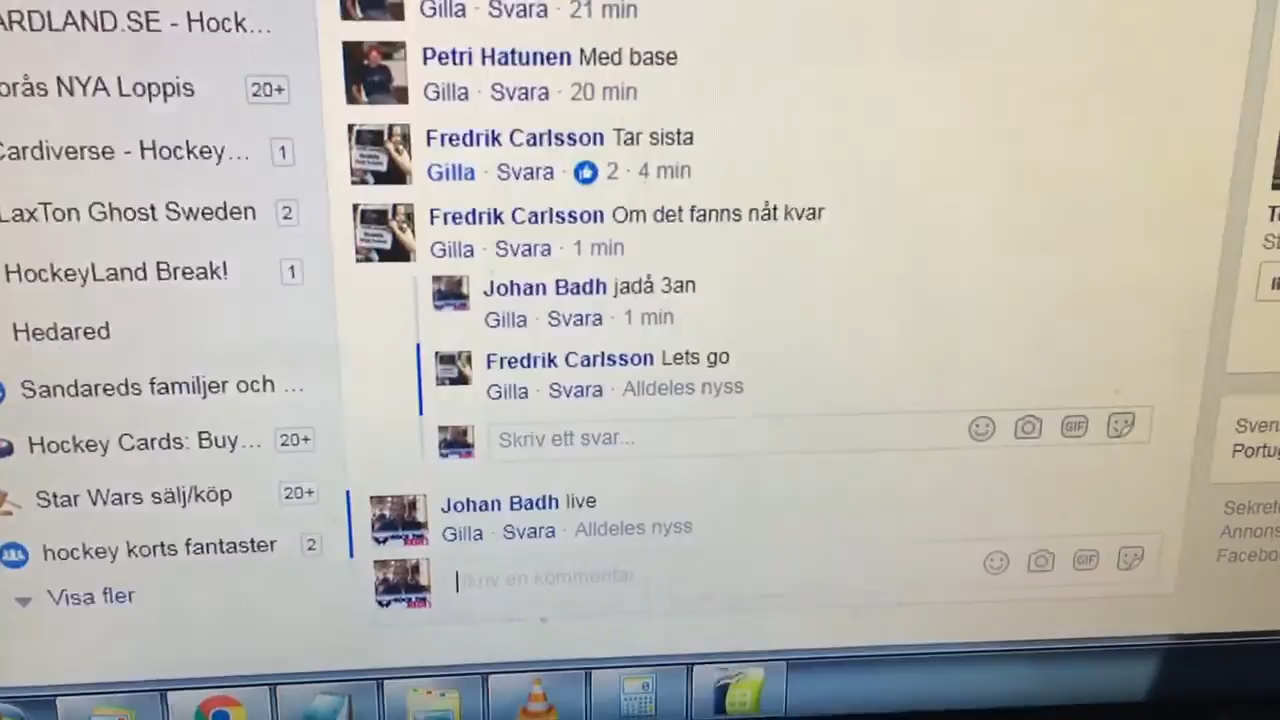 ARDLAND.SE - Hock...
orås NYA Loppis 20+
Cardiverse - Hockey... 1
LaxTon Ghost Sweden 2
HockeyLand Break! 1
Hedared
Sandareds familjer och ...
Hockey Cards: Buy... 20+
Star Wars sälj/köp 20+
hockey korts fantaster 2
Visa fler
Gilla · Svara · 21 min
Petri Hatunen Med base
Gilla · Svara · 20 min
Fredrik Carlsson Tar sista
Gilla · Svara · 2 · 4 min
Fredrik Carlsson Om det fanns nåt kvar
Gilla · Svara · 1 min
Johan Badh jadå 3an
Gilla · Svara · 1 min
Fredrik Carlsson Lets go
Gilla · Svara · Alldeles nyss
Skriv ett svar...
GIF
Johan Badh live
Gilla · Svara · Alldeles nyss
Skriv en kommentar
GIF
Sven
Portug
Sekrete
Annons
Facebo